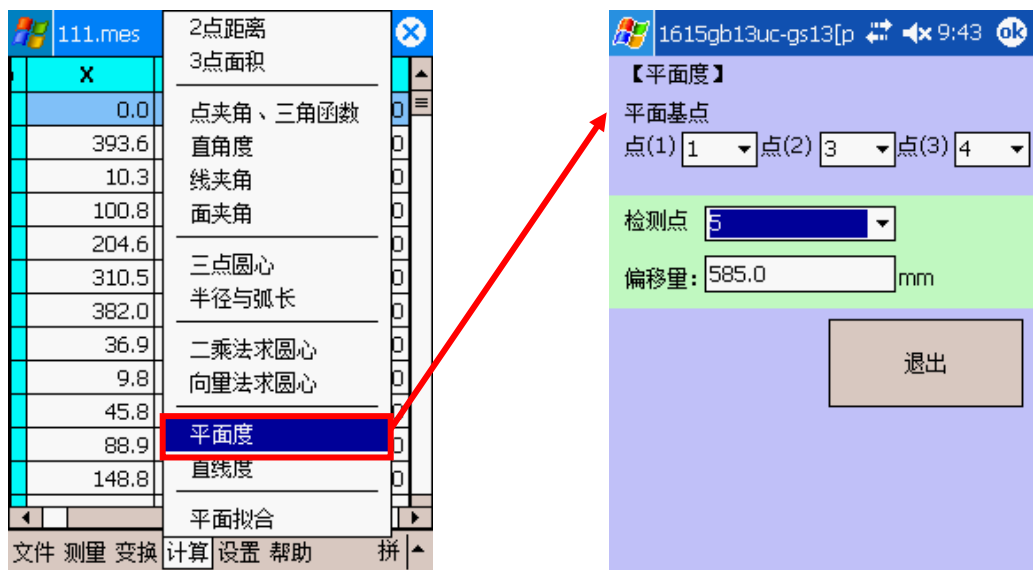 111.mes
X
0.0
393.6
10.3
100.8
204.6
310.5
382.0
36.9
9.8
45.8
88.9
148.8
2点距离
3点面积
点夹角、三角函数
直角度
线夹角
面夹角
三点圆心
半径与弧长
二乘法求圆心
向量法求圆心
平面度
直线度
平面拟合
文件 测量 变换 计算 设置 帮助 拼
1615gb13uc-gs13[p 9:43 ok
【平面度】
平面基点
点(1) 1 点(2) 3 点(3) 4
检测点 5
偏移量: 585.0 mm
退出